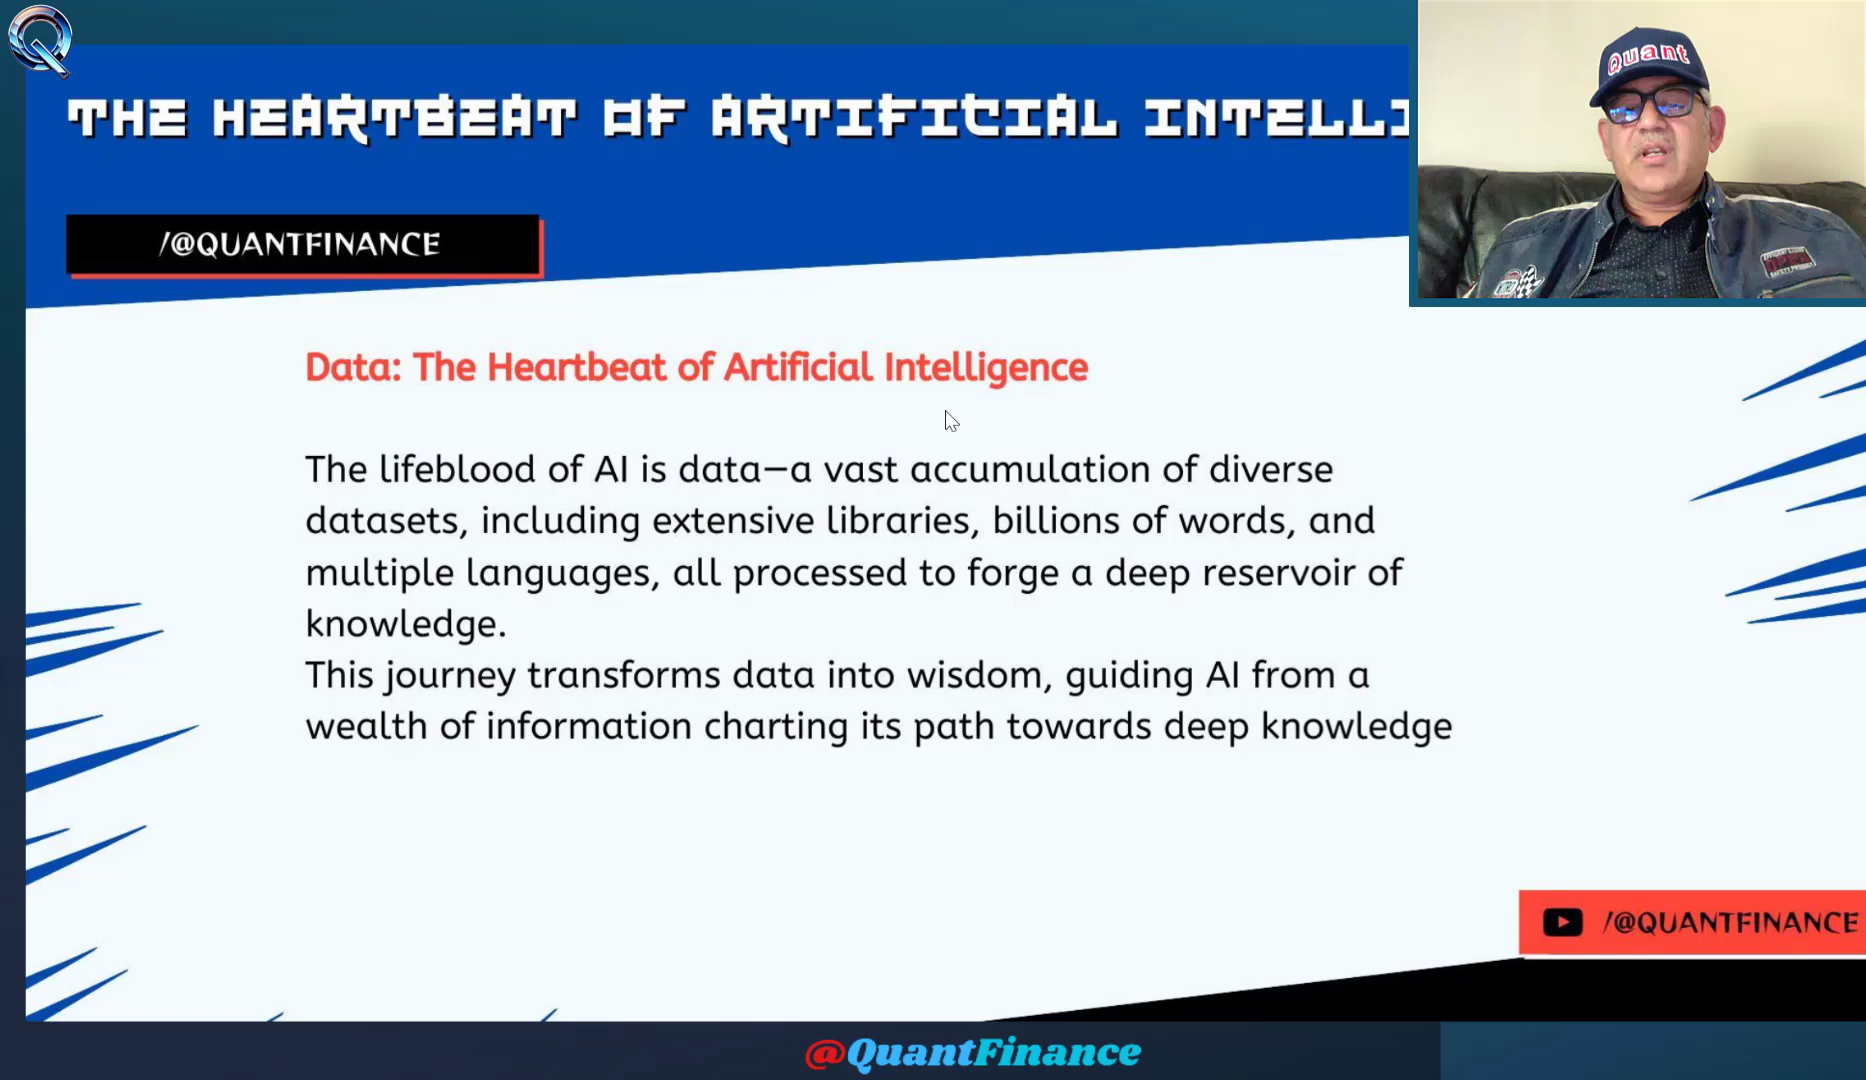 THE HEARTBEAT OF ARTIFICIAL INTELLI
Quant
/@QUANTFINANCE
Data: The Heartbeat of Artificial Intelligence
The lifeblood of AI is data—a vast accumulation of diverse
datasets, including extensive libraries, billions of words, and
multiple languages, all processed to forge a deep reservoir of
knowledge.
This journey transforms data into wisdom, guiding AI from a
wealth of information charting its path towards deep knowledge
/@QUANTFINANCE
@QuantFinance